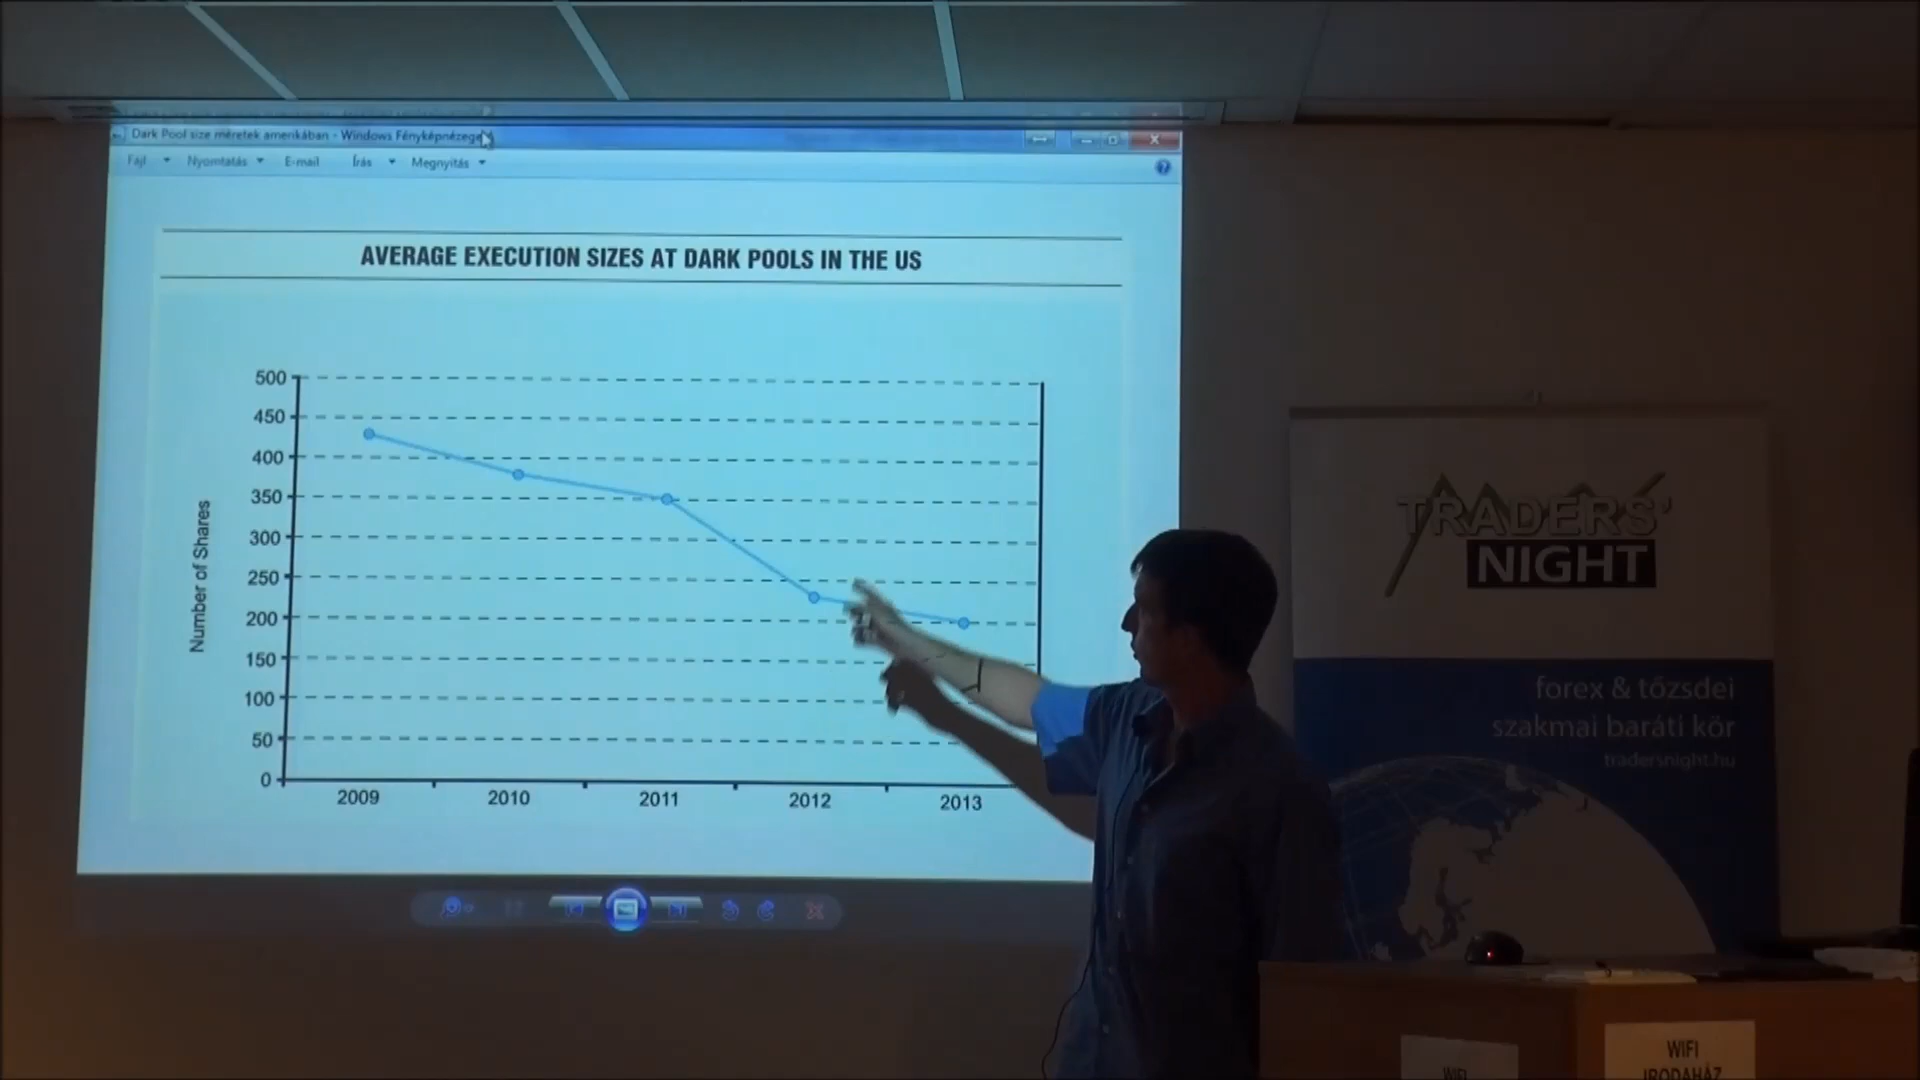 Dark Pool size méretek amerikában - Windows Fényképnézege
Fájl Nyomtatás E-mail Írás Megnyitás
AVERAGE EXECUTION SIZES AT DARK POOLS IN THE US
Number of Shares
500
450
400
350
300
250
200
150
100
50
0
2009 2010 2011 2012 2013
TRADERS'
NIGHT
forex & tőzsdei
szakmai baráti kör
tradersnight.hu
WIFI
WIFI
IRODAHÁZ